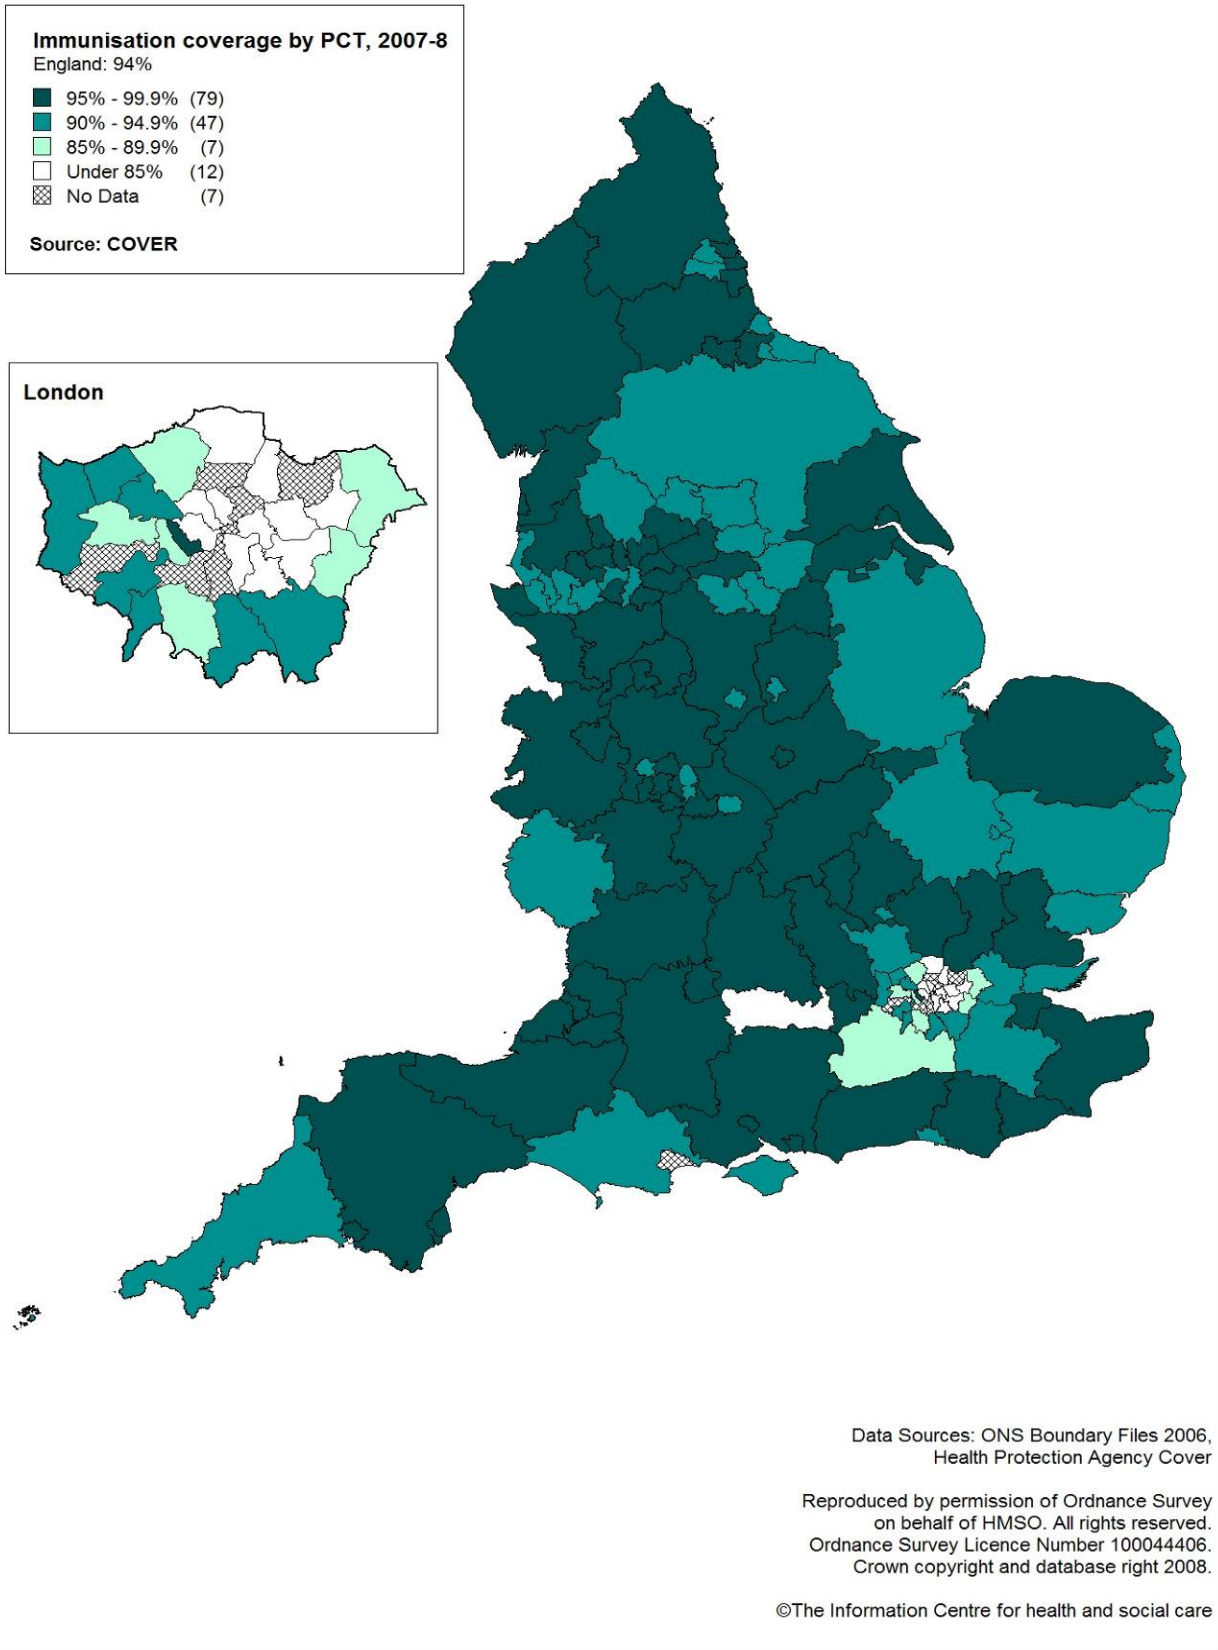 Immunisation coverage by PCT, 2007-8
England: 94%
95% - 99.9% (79)
90% - 94.9% (47)
85% - 89.9% (7)
Under 85% (12)
No Data (7)
Source: COVER
London
Data Sources: ONS Boundary Files 2006,
Health Protection Agency Cover
Reproduced by permission of Ordnance Survey
on behalf of HMSO. All rights reserved.
Ordnance Survey Licence Number 100044406.
Crown copyright and database right 2008.
©The Information Centre for health and social care